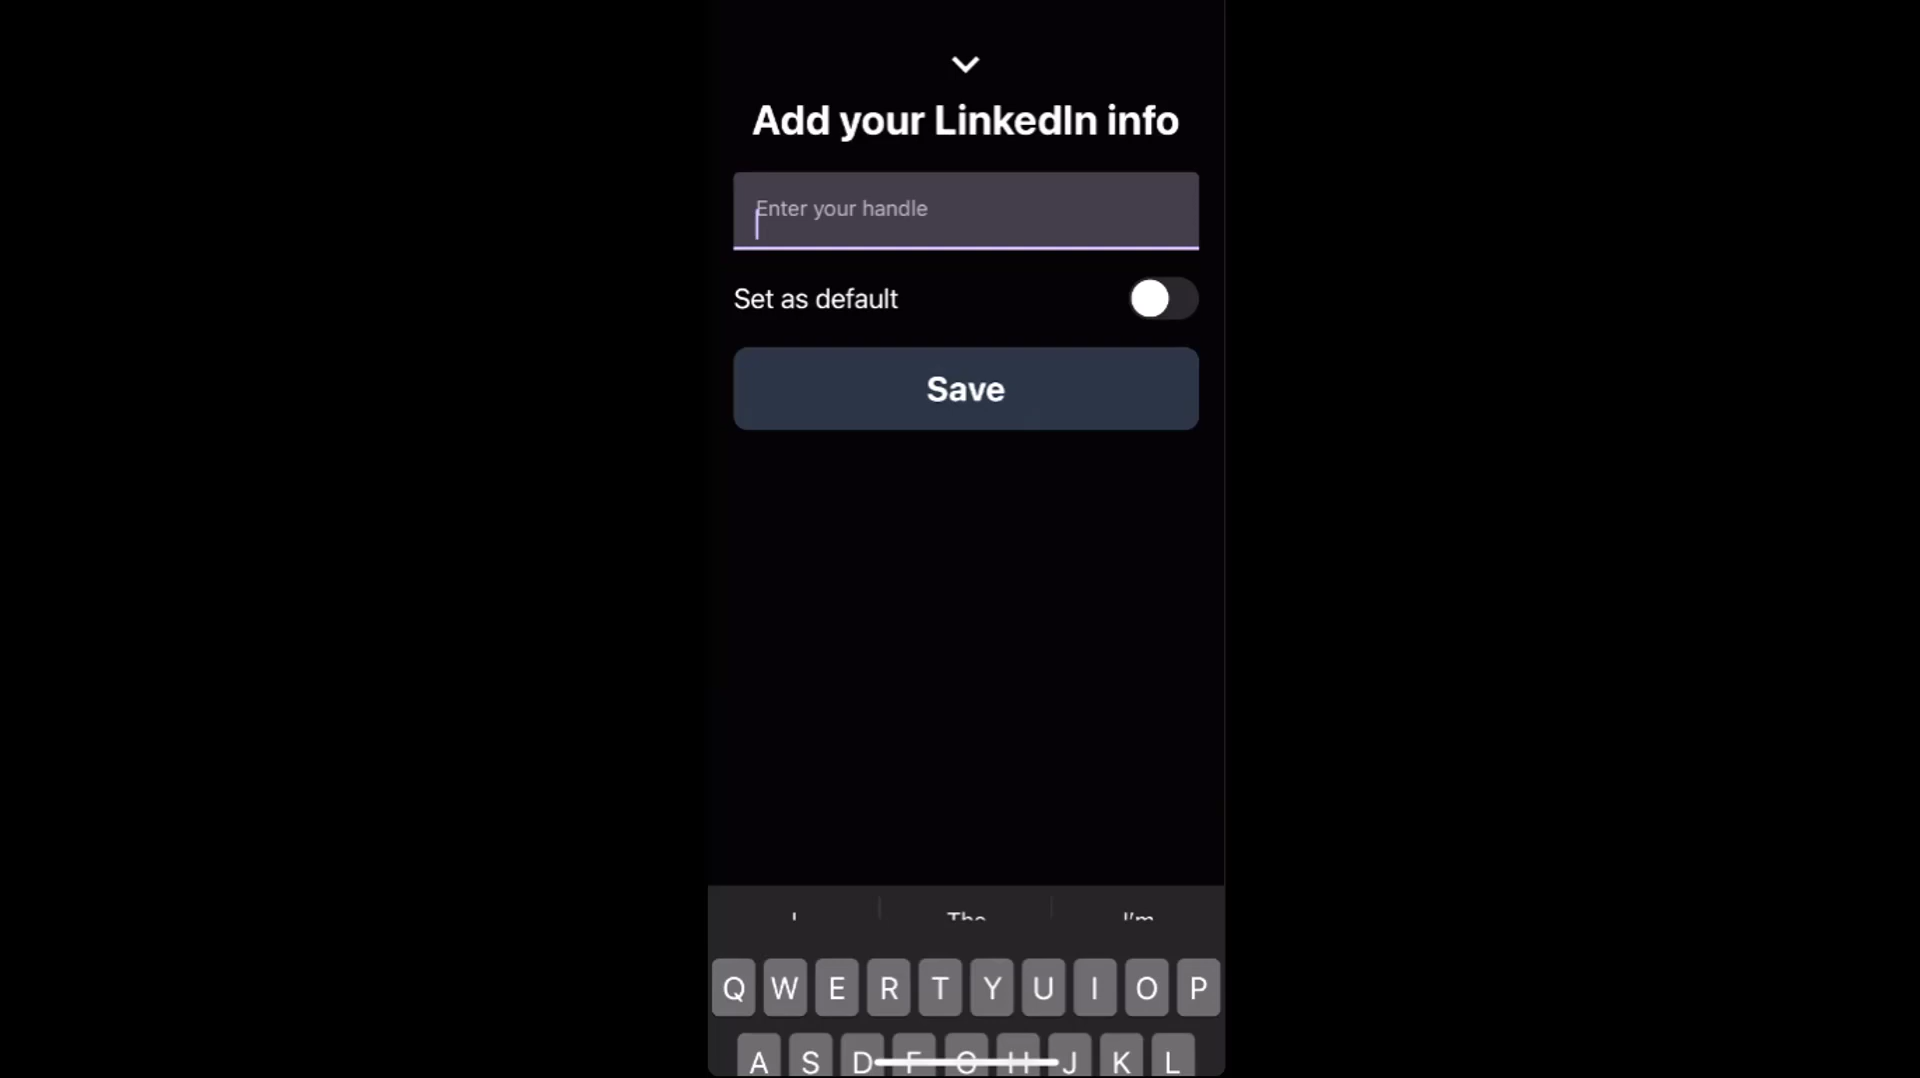 Add your LinkedIn info
Enter your handle
Set as default
Save
I'm
Q W E R T Y U I O P
A S D F G H J K L